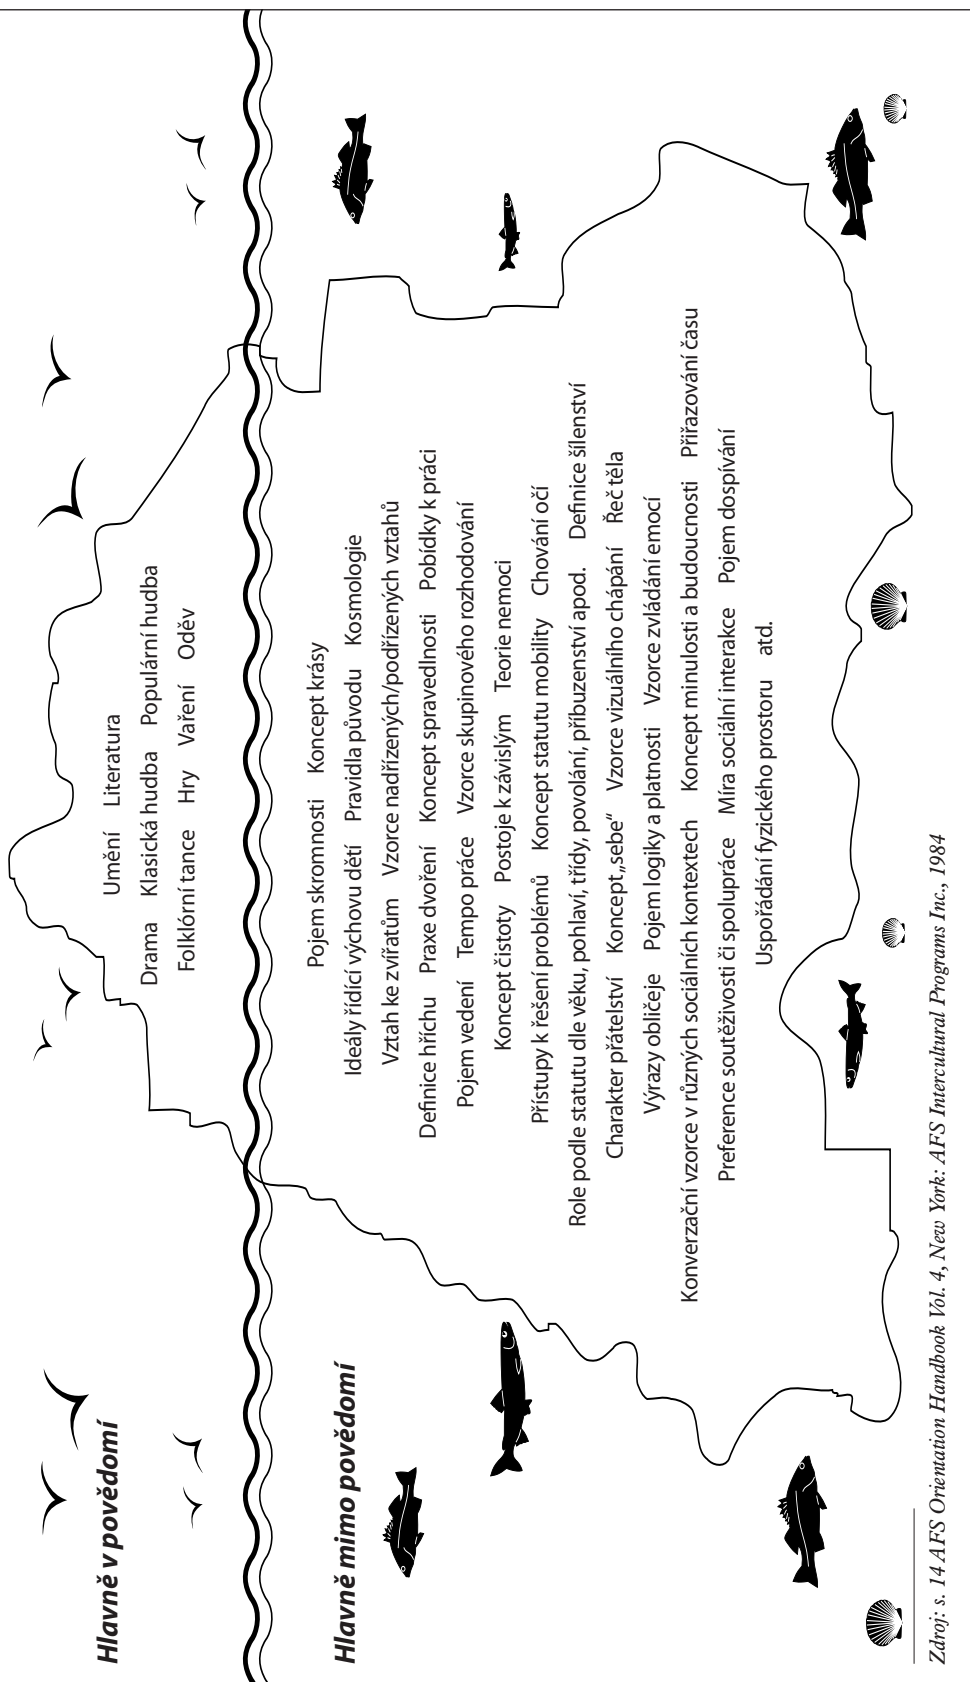 Hlavně v povědomí
Umění Literatura
Drama Klasická hudba Populární hudba
Folklórní tance Hry Vaření Oděv
Hlavně mimo povědomí
Pojem skromnosti Koncept krásy
Ideály řídící výchovu dětí Pravidla původu Kosmologie
Vztah ke zvířatům Vzorce nadřízených/podřízených vztahů
Definice hříchu Praxe dvoření Koncept spravedlnosti Pobídky k práci
Pojem vedení Tempo práce Vzorce skupinového rozhodování
Koncept čistoty Postoje k závislým Teorie nemoci
Přístupy k řešení problémů Koncept statutu mobility Chování očí
Role podle statutu dle věku, pohlaví, třídy, povolání, příbuzenství apod. Definice šílenství
Charakter přátelství Koncept „sebe“ Vzorce vizuálního chápání Řeč těla
Výrazy obličeje Pojem logiky a platnosti Vzorce zvládání emocí
Konverzační vzorce v různých sociálních kontextech Koncept minulosti a budoucnosti Přiřazování času
Preference soutěživosti či spolupráce Míra sociální interakce Pojem dospívání
Uspořádání fyzického prostoru atd.
Zdroj: s. 14 AFS Orientation Handbook Vol. 4, New York: AFS Intercultural Programs Inc., 1984